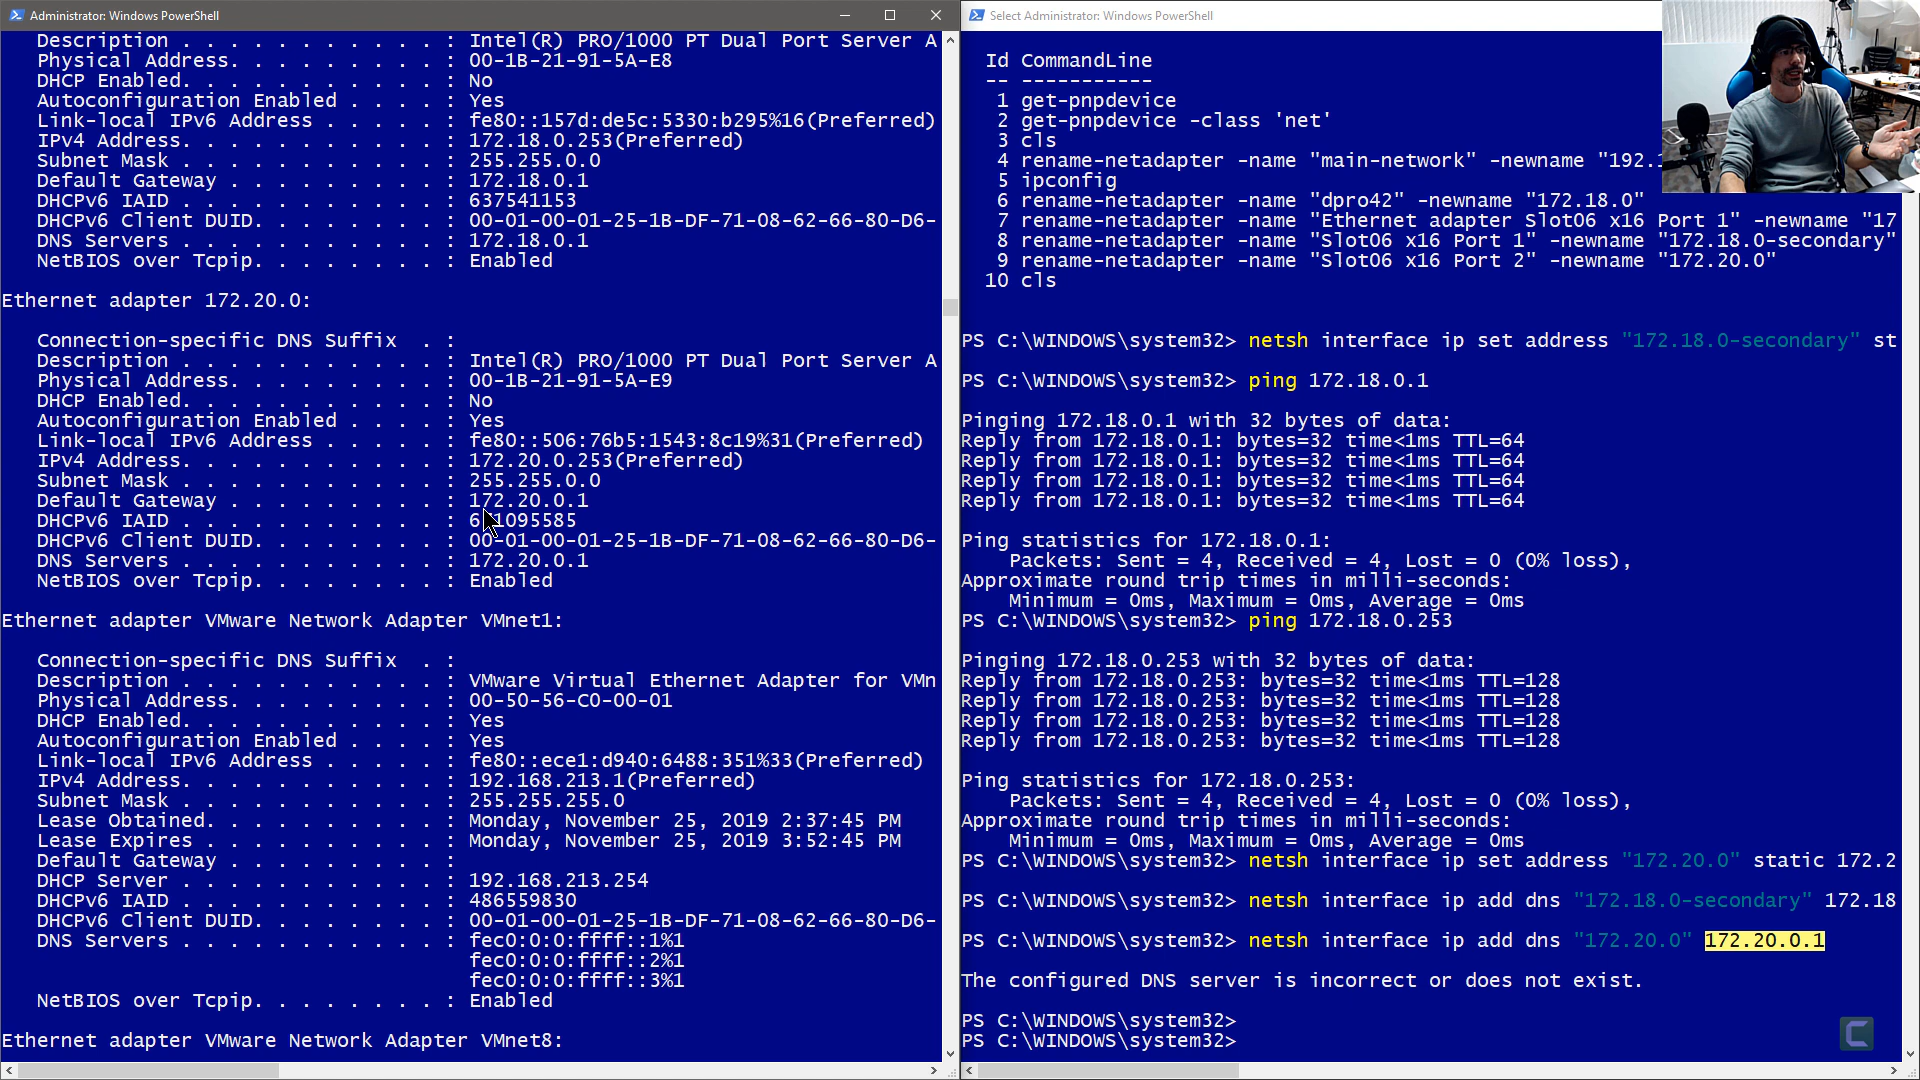 Administrator: Windows PowerShell
Description . . . . . . . . . . . : Intel(R) PRO/1000 PT Dual Port Server A
Physical Address. . . . . . . . . : 00-1B-21-91-5A-E8
DHCP Enabled. . . . . . . . . . . : No
Autoconfiguration Enabled . . . . : Yes
Link-local IPv6 Address . . . . . : fe80::157d:de5c:5330:b295%16(Preferred)
IPv4 Address. . . . . . . . . . . : 172.18.0.253(Preferred)
Subnet Mask . . . . . . . . . . . : 255.255.0.0
Default Gateway . . . . . . . . . : 172.18.0.1
DHCPv6 IAID . . . . . . . . . . . : 637541153
DHCPv6 Client DUID. . . . . . . . : 00-01-00-01-25-1B-DF-71-08-62-66-80-D6-
DNS Servers . . . . . . . . . . . : 172.18.0.1
NetBIOS over Tcpip. . . . . . . . : Enabled
Ethernet adapter 172.20.0:
Connection-specific DNS Suffix  . :
Description . . . . . . . . . . . : Intel(R) PRO/1000 PT Dual Port Server A
Physical Address. . . . . . . . . : 00-1B-21-91-5A-E9
DHCP Enabled. . . . . . . . . . . : No
Autoconfiguration Enabled . . . . : Yes
Link-local IPv6 Address . . . . . : fe80::506:76b5:1543:8c19%31(Preferred)
IPv4 Address. . . . . . . . . . . : 172.20.0.253(Preferred)
Subnet Mask . . . . . . . . . . . : 255.255.0.0
Default Gateway . . . . . . . . . : 172.20.0.1
DHCPv6 IAID . . . . . . . . . . . :
DHCPv6 Client DUID. . . . . . . . : 00-01-00-01-25-1B-DF-71-08-62-66-80-D6-
DNS Servers . . . . . . . . . . . : 172.20.0.1
NetBIOS over Tcpip. . . . . . . . : Enabled
Ethernet adapter VMware Network Adapter VMnet1:
Connection-specific DNS Suffix  . :
Description . . . . . . . . . . . : VMware Virtual Ethernet Adapter for VMn
Physical Address. . . . . . . . . : 00-50-56-C0-00-01
DHCP Enabled. . . . . . . . . . . : Yes
Autoconfiguration Enabled . . . . : Yes
Link-local IPv6 Address . . . . . : fe80::ece1:d940:6488:351%33(Preferred)
IPv4 Address. . . . . . . . . . . : 192.168.213.1(Preferred)
Subnet Mask . . . . . . . . . . . : 255.255.255.0
Lease Obtained. . . . . . . . . . : Monday, November 25, 2019 2:37:45 PM
Lease Expires . . . . . . . . . . : Monday, November 25, 2019 3:52:45 PM
Default Gateway . . . . . . . . . :
DHCP Server . . . . . . . . . . . : 192.168.213.254
DHCPv6 IAID . . . . . . . . . . . : 486559830
DHCPv6 Client DUID. . . . . . . . : 00-01-00-01-25-1B-DF-71-08-62-66-80-D6-
DNS Servers . . . . . . . . . . . : fec0:0:0:ffff::1%1
fec0:0:0:ffff::2%1
fec0:0:0:ffff::3%1
NetBIOS over Tcpip. . . . . . . . : Enabled
Ethernet adapter VMware Network Adapter VMnet8:
Select Administrator: Windows PowerShell
Id CommandLine
-- -----------
1 get-pnpdevice
2 get-pnpdevice -class 'net'
3 cls
4 rename-netadapter -name "main-network" -newname "192.1
5 ipconfig
6 rename-netadapter -name "dpro42" -newname "172.18.0"
7 rename-netadapter -name "Ethernet adapter Slot06 x16 Port 1" -newname "17
8 rename-netadapter -name "Slot06 x16 Port 1" -newname "172.18.0-secondary"
9 rename-netadapter -name "Slot06 x16 Port 2" -newname "172.20.0"
10 cls
PS C:\WINDOWS\system32> netsh interface ip set address "172.18.0-secondary" st
PS C:\WINDOWS\system32> ping 172.18.0.1
Pinging 172.18.0.1 with 32 bytes of data:
Reply from 172.18.0.1: bytes=32 time<1ms TTL=64
Reply from 172.18.0.1: bytes=32 time<1ms TTL=64
Reply from 172.18.0.1: bytes=32 time<1ms TTL=64
Reply from 172.18.0.1: bytes=32 time<1ms TTL=64
Ping statistics for 172.18.0.1:
Packets: Sent = 4, Received = 4, Lost = 0 (0% loss),
Approximate round trip times in milli-seconds:
Minimum = 0ms, Maximum = 0ms, Average = 0ms
PS C:\WINDOWS\system32> ping 172.18.0.253
Pinging 172.18.0.253 with 32 bytes of data:
Reply from 172.18.0.253: bytes=32 time<1ms TTL=128
Reply from 172.18.0.253: bytes=32 time<1ms TTL=128
Reply from 172.18.0.253: bytes=32 time<1ms TTL=128
Reply from 172.18.0.253: bytes=32 time<1ms TTL=128
Ping statistics for 172.18.0.253:
Packets: Sent = 4, Received = 4, Lost = 0 (0% loss),
Approximate round trip times in milli-seconds:
Minimum = 0ms, Maximum = 0ms, Average = 0ms
PS C:\WINDOWS\system32> netsh interface ip set address "172.20.0" static 172.2
PS C:\WINDOWS\system32> netsh interface ip add dns "172.18.0-secondary" 172.18
PS C:\WINDOWS\system32> netsh interface ip add dns "172.20.0" 172.20.0.1
The configured DNS server is incorrect or does not exist.
PS C:\WINDOWS\system32>
PS C:\WINDOWS\system32>